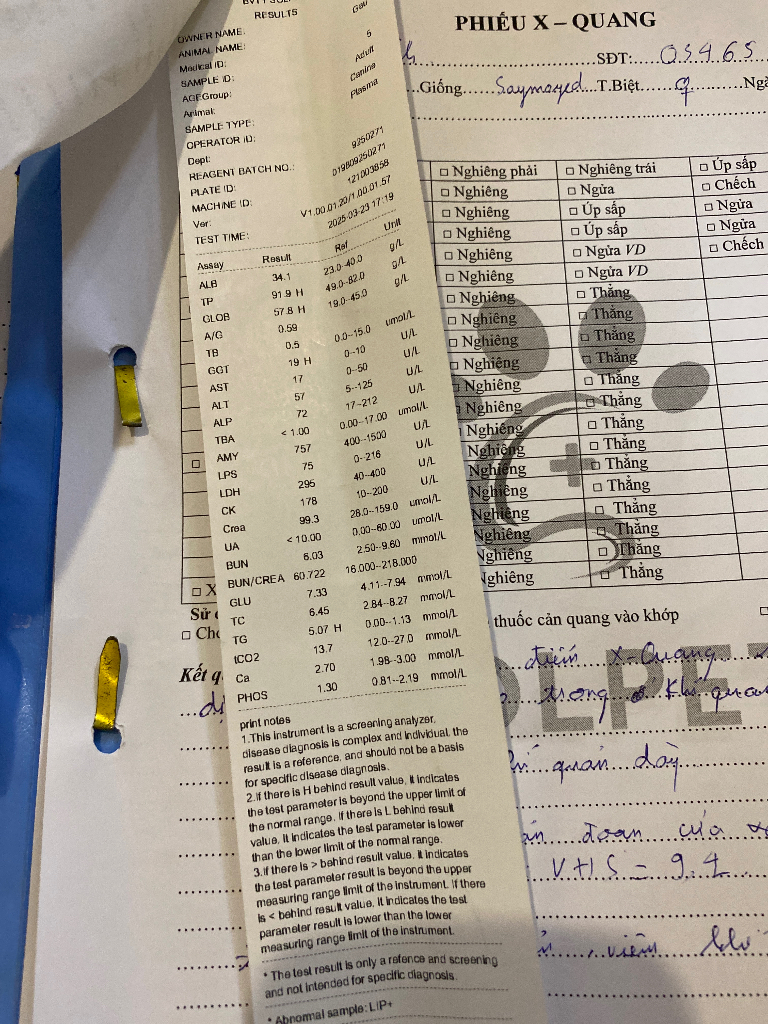 RESULTS
OWNER NAME:
ANIMAL NAME:
Medical ID:
SAMPLE ID: 5
AGEGroup: Adult
Animal: Canine
SAMPLE TYPE: Plasma
OPERATOR ID:
Dept:
REAGENT BATCH NO.: 9250271
PLATE ID: 019809250271
MACHINE ID: 121003858
Ver: V1.00.01.20/1.00.01.57
TEST TIME: 2025-03-23 17:19
Assay Result Ref Unit
ALB 34.1 23.0--40.0 g/L
TP 91.9 H 49.0--82.0 g/L
GLOB 57.8 H 19.0--45.0 g/L
A/G 0.59
TB 0.5 0.0--15.0 umol/L
GGT 19 H 0--10 U/L
AST 17 0--50 U/L
ALT 57 5--125 U/L
ALP 72 17--212 U/L
TBA < 1.00 0.00--17.00 umol/L
AMY 757 400--1500 U/L
LPS 75 0--216 U/L
LDH 295 40--400 U/L
CK 178 10--200 U/L
Crea 99.3 28.0--159.0 umol/L
UA < 10.00 0.00--60.00 umol/L
BUN 6.03 2.50--9.60 mmol/L
BUN/CREA 60.722 16.000--218.000
GLU 7.33 4.11--7.94 mmol/L
TC 6.45 2.84--8.27 mmol/L
TG 5.07 H 0.00--1.13 mmol/L
tCO2 13.7 12.0--27.0 mmol/L
Ca 2.70 1.98--3.00 mmol/L
PHOS 1.30 0.81--2.19 mmol/L
print notes
1.This instrument is a screening analyzer,
disease diagnosis is complex and individual, the
result is a reference, and should not be a basis
for specific disease diagnosis.
2.if there is H behind result value, it indicates
the test parameter is beyond the upper limit of
the normal range. If there is L behind result
value, it indicates the test parameter is lower
than the lower limit of the normal range.
3.if there is > behind result value, it indicates
the test parameter result is beyond the upper
measuring range limit of the instrument. If there
is < behind result value, it indicates the test
parameter result is lower than the lower
measuring range limit of the instrument.
* The test result is only a refence and screening
and not intended for specific diagnosis.
* Abnormal sample: LIP+
PHIẾU X – QUANG
SĐT: 03465
Giống Saymoyed T.Biệt ♀ Ngà
□ Nghiêng phải □ Nghiêng trái □ Úp sấp
□ Nghiêng □ Ngửa □ Chếch
□ Nghiêng □ Úp sấp □ Ngửa
□ Nghiêng □ Úp sấp □ Ngửa
□ Nghiêng □ Ngửa VD □ Chếch
□ Nghiêng □ Ngửa VD
□ Nghiêng □ Thẳng
□ Nghiêng □ Thẳng
□ Nghiêng □ Thẳng
□ Nghiêng □ Thẳng
□ Nghiêng □ Thẳng
□ Nghiêng □ Thẳng
□ Nghiêng □ Thẳng
□ Nghiêng □ Thẳng
□ Nghiêng □ Thẳng
□ Nghiêng □ Thẳng
Nghiêng □ Thẳng
Nghiêng □ Thẳng
Nghiêng □ Thẳng
Nghiêng □ Thẳng
□ X
thuốc cản quang vào khớp
Kết q
điểm X-Quang
trong khí quản
quản dày
đoán của
VHS = 9.4
viêm khí